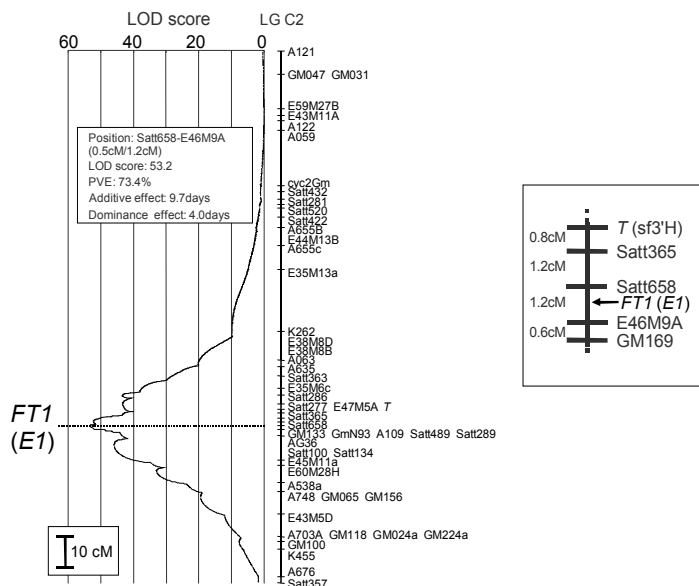 LOD score
LG C2
60 40 20 0
A121
GM047 GM031
E59M27B
E43M11A
A122
A059
Position: Satt658-E46M9A
(0.5cM/1.2cM)
LOD score: 53.2
PVE: 73.4%
Additive effect: 9.7days
Dominance effect: 4.0days
cyc2Gm
Satt432
Satt281
Satt520
Satt422
A655B
E44M13B
A655c
E35M13a
K262
E38M8D
E38M8B
A063
A635
Satt363
E35M6c
Satt286
Satt277 E47M5A T
Satt365
Satt658
GM133 GmN93 A109 Satt489 Satt289
AG36
Satt100 Satt134
E45M11a
E60M28H
A538a
A748 GM065 GM156
E43M5D
A703A GM118 GM024a GM224a
GM100
K455
A676
Satt357
FT1
(E1)
10 cM
T (sf3'H)
0.8cM
Satt365
1.2cM
Satt658
1.2cM
FT1 (E1)
E46M9A
0.6cM
GM169